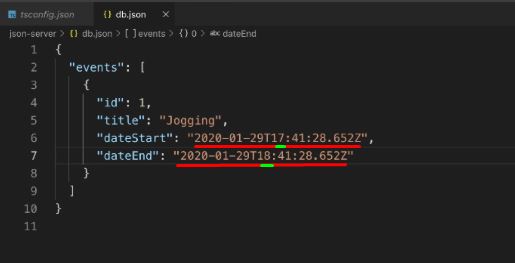 tsconfig.json db.json
json-server > db.json > [ ] events > {} 0 > abc dateEnd
1 {
2 "events": [
3 {
4 "id": 1,
5 "title": "Jogging",
6 "dateStart": "2020-01-29T17:41:28.652Z",
7 "dateEnd": "2020-01-29T18:41:28.652Z"
8 }
9 ]
10 }
11